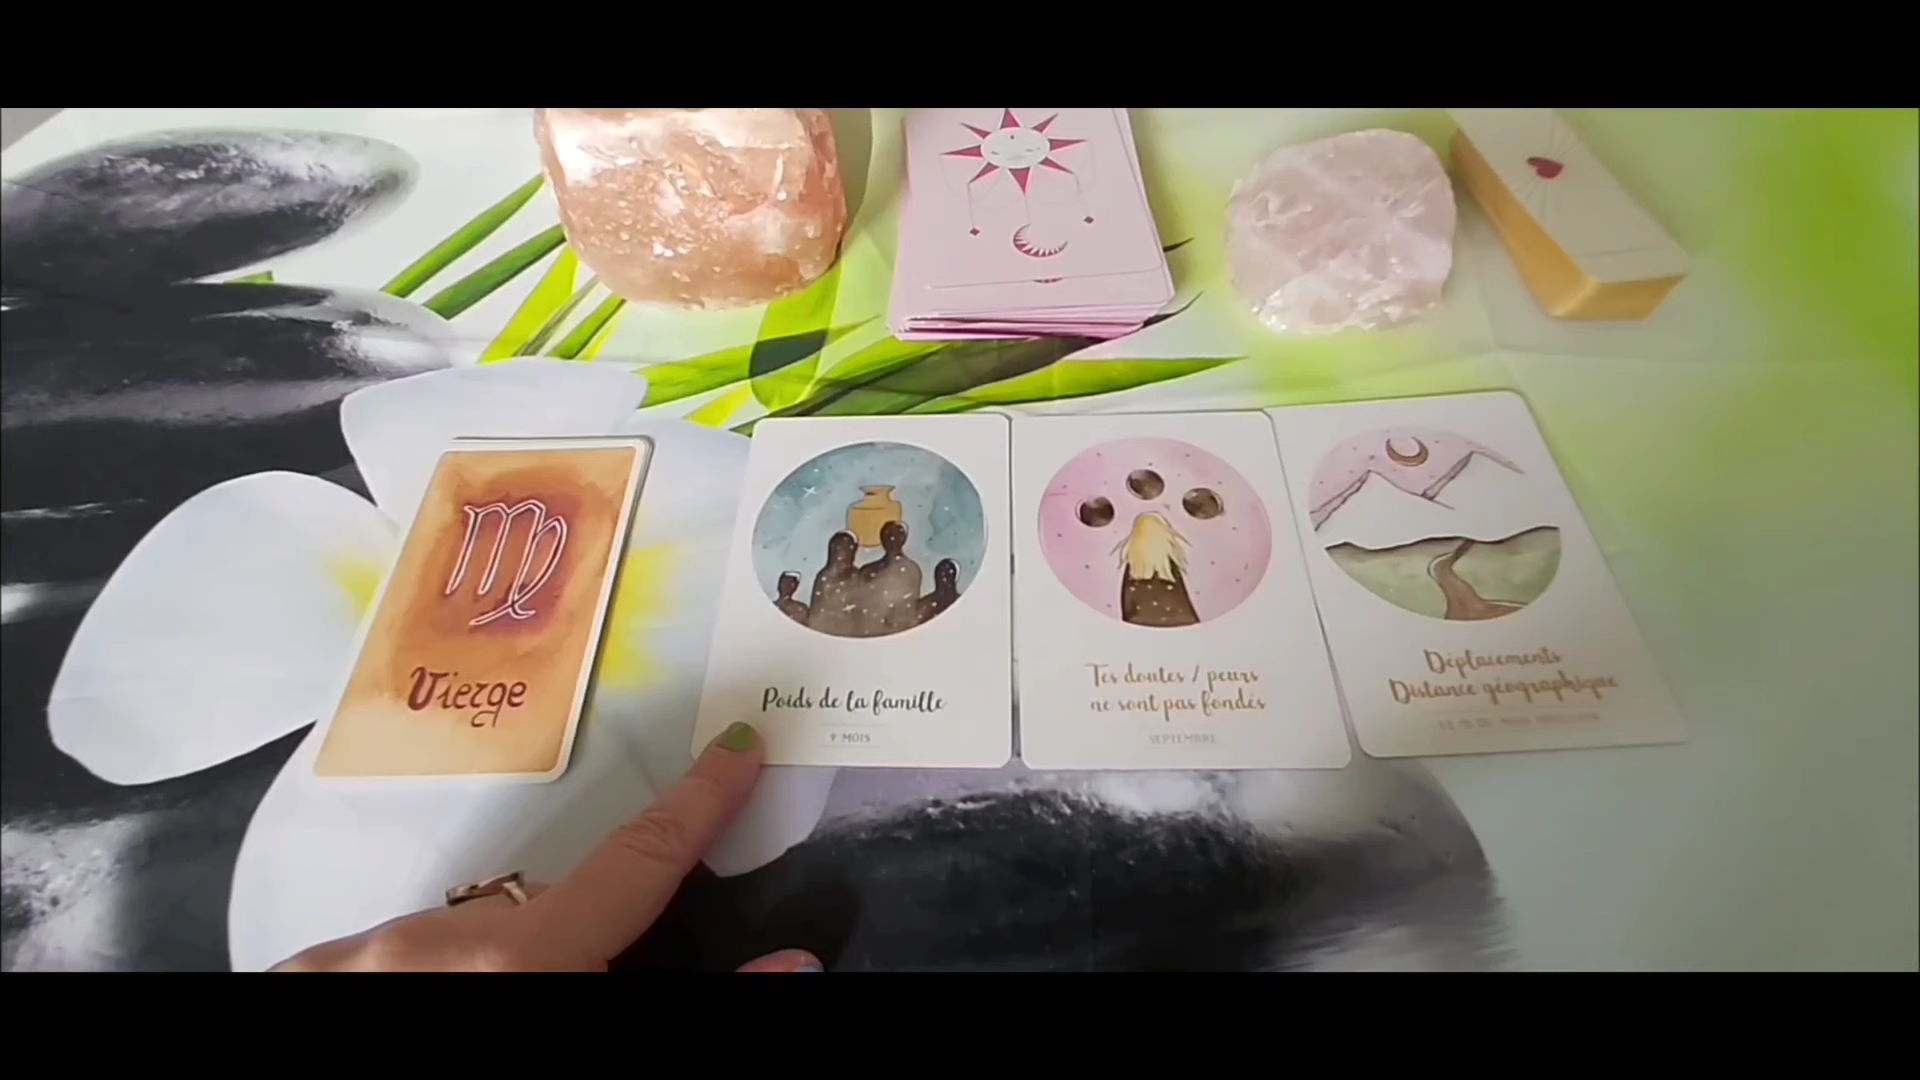 Vierge
Poids de la famille
9 MOIS
Tes doutes / peurs
ne sont pas fondés
SEPTEMBRE
Déplacements
Distance géographique